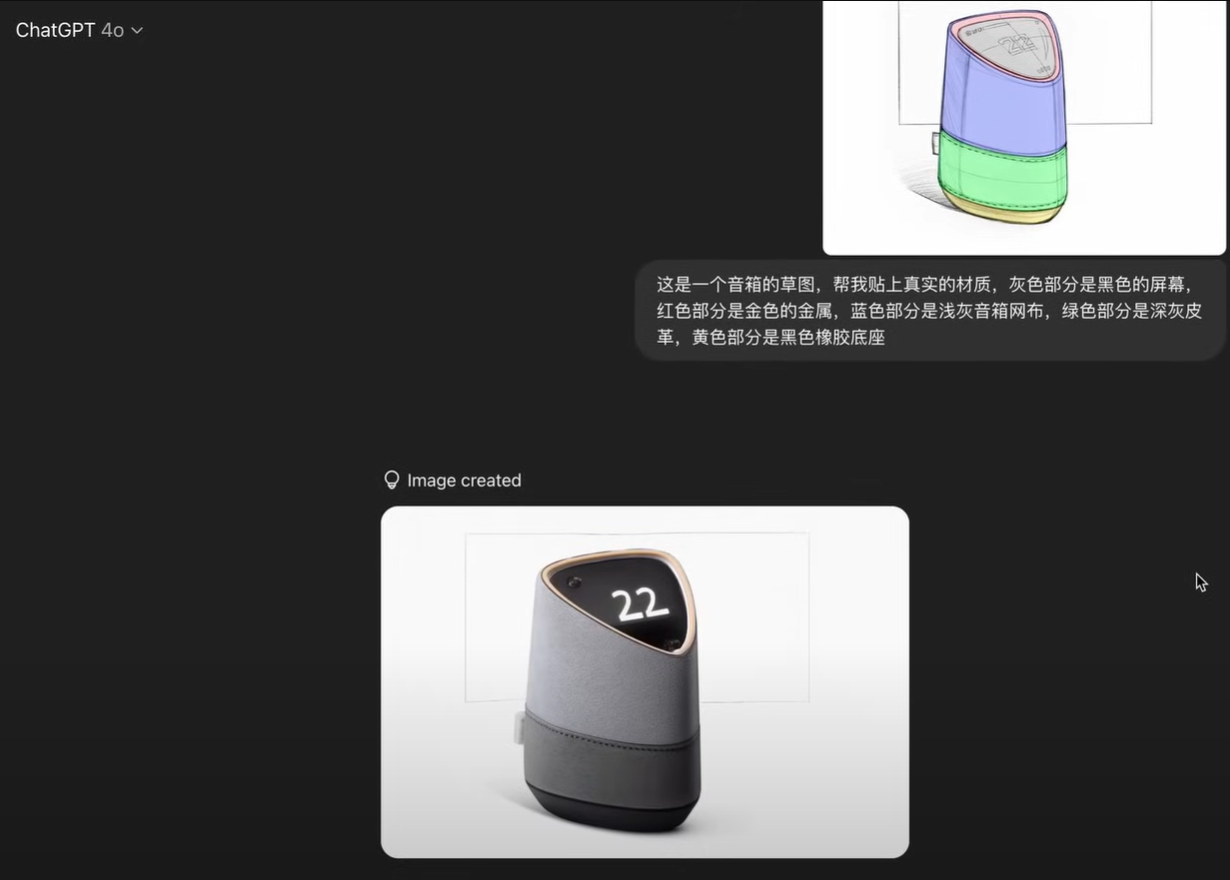 ChatGPT 4o
22
这是一个音箱的草图，帮我贴上真实的材质，灰色部分是黑色的屏幕，
红色部分是金色的金属，蓝色部分是浅灰音箱网布，绿色部分是深灰皮
革，黄色部分是黑色橡胶底座
Image created
22